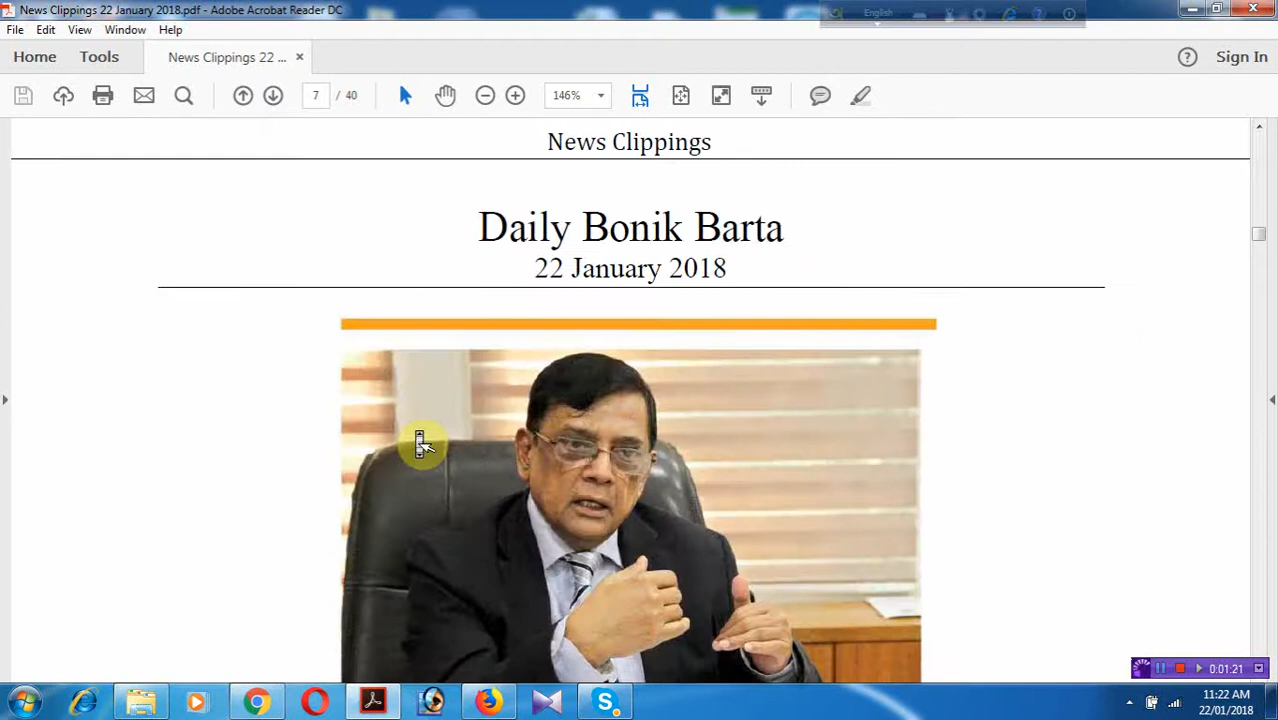 News Clippings 22 January 2018.pdf - Adobe Acrobat Reader DC
English
File Edit View Window Help
Home Tools News Clippings 22 ... × ? Sign In
7 / 40 146%
News Clippings
Daily Bonik Barta
22 January 2018
0:01:21
11:22 AM
22/01/2018